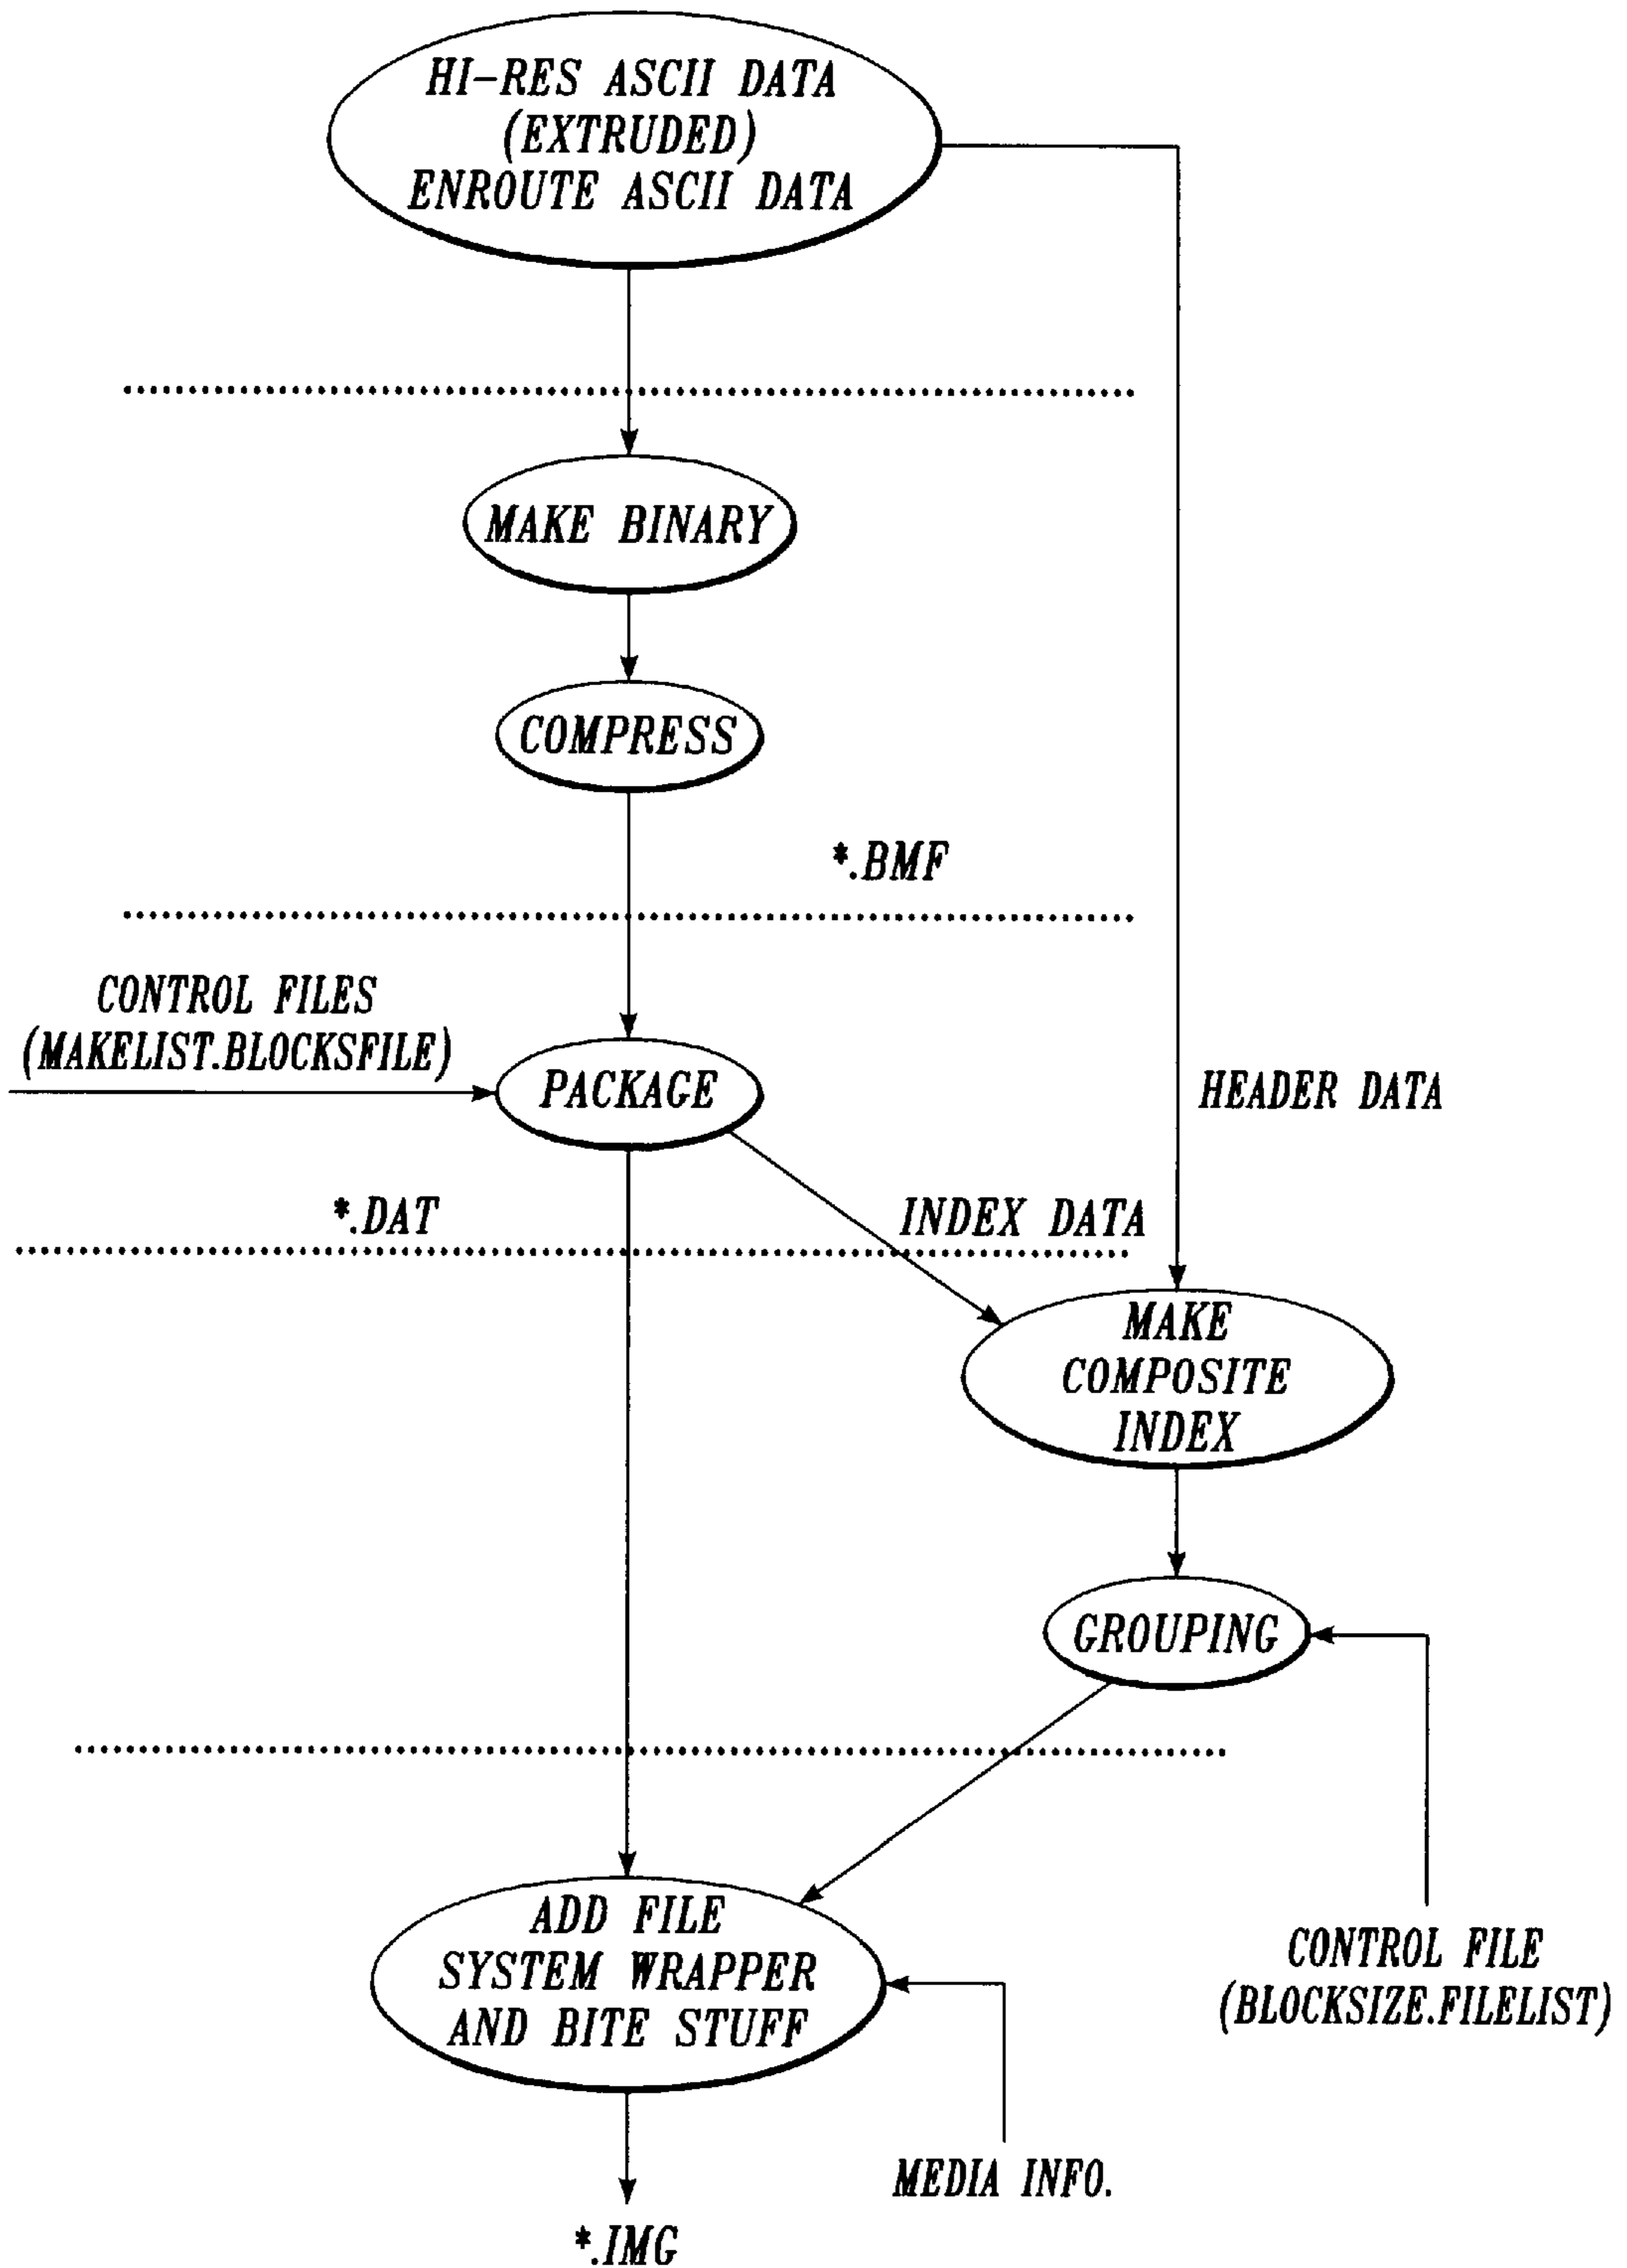 HI-RES ASCII DATA
(EXTRUDED)
ENROUTE ASCII DATA
MAKE BINARY
COMPRESS
*.BMF
CONTROL FILES
(MAKELIST.BLOCKSFILE)
PACKAGE
HEADER DATA
*.DAT
INDEX DATA
MAKE
COMPOSITE
INDEX
GROUPING
ADD FILE
SYSTEM WRAPPER
AND BITE STUFF
CONTROL FILE
(BLOCKSIZE.FILELIST)
MEDIA INFO.
*.IMG